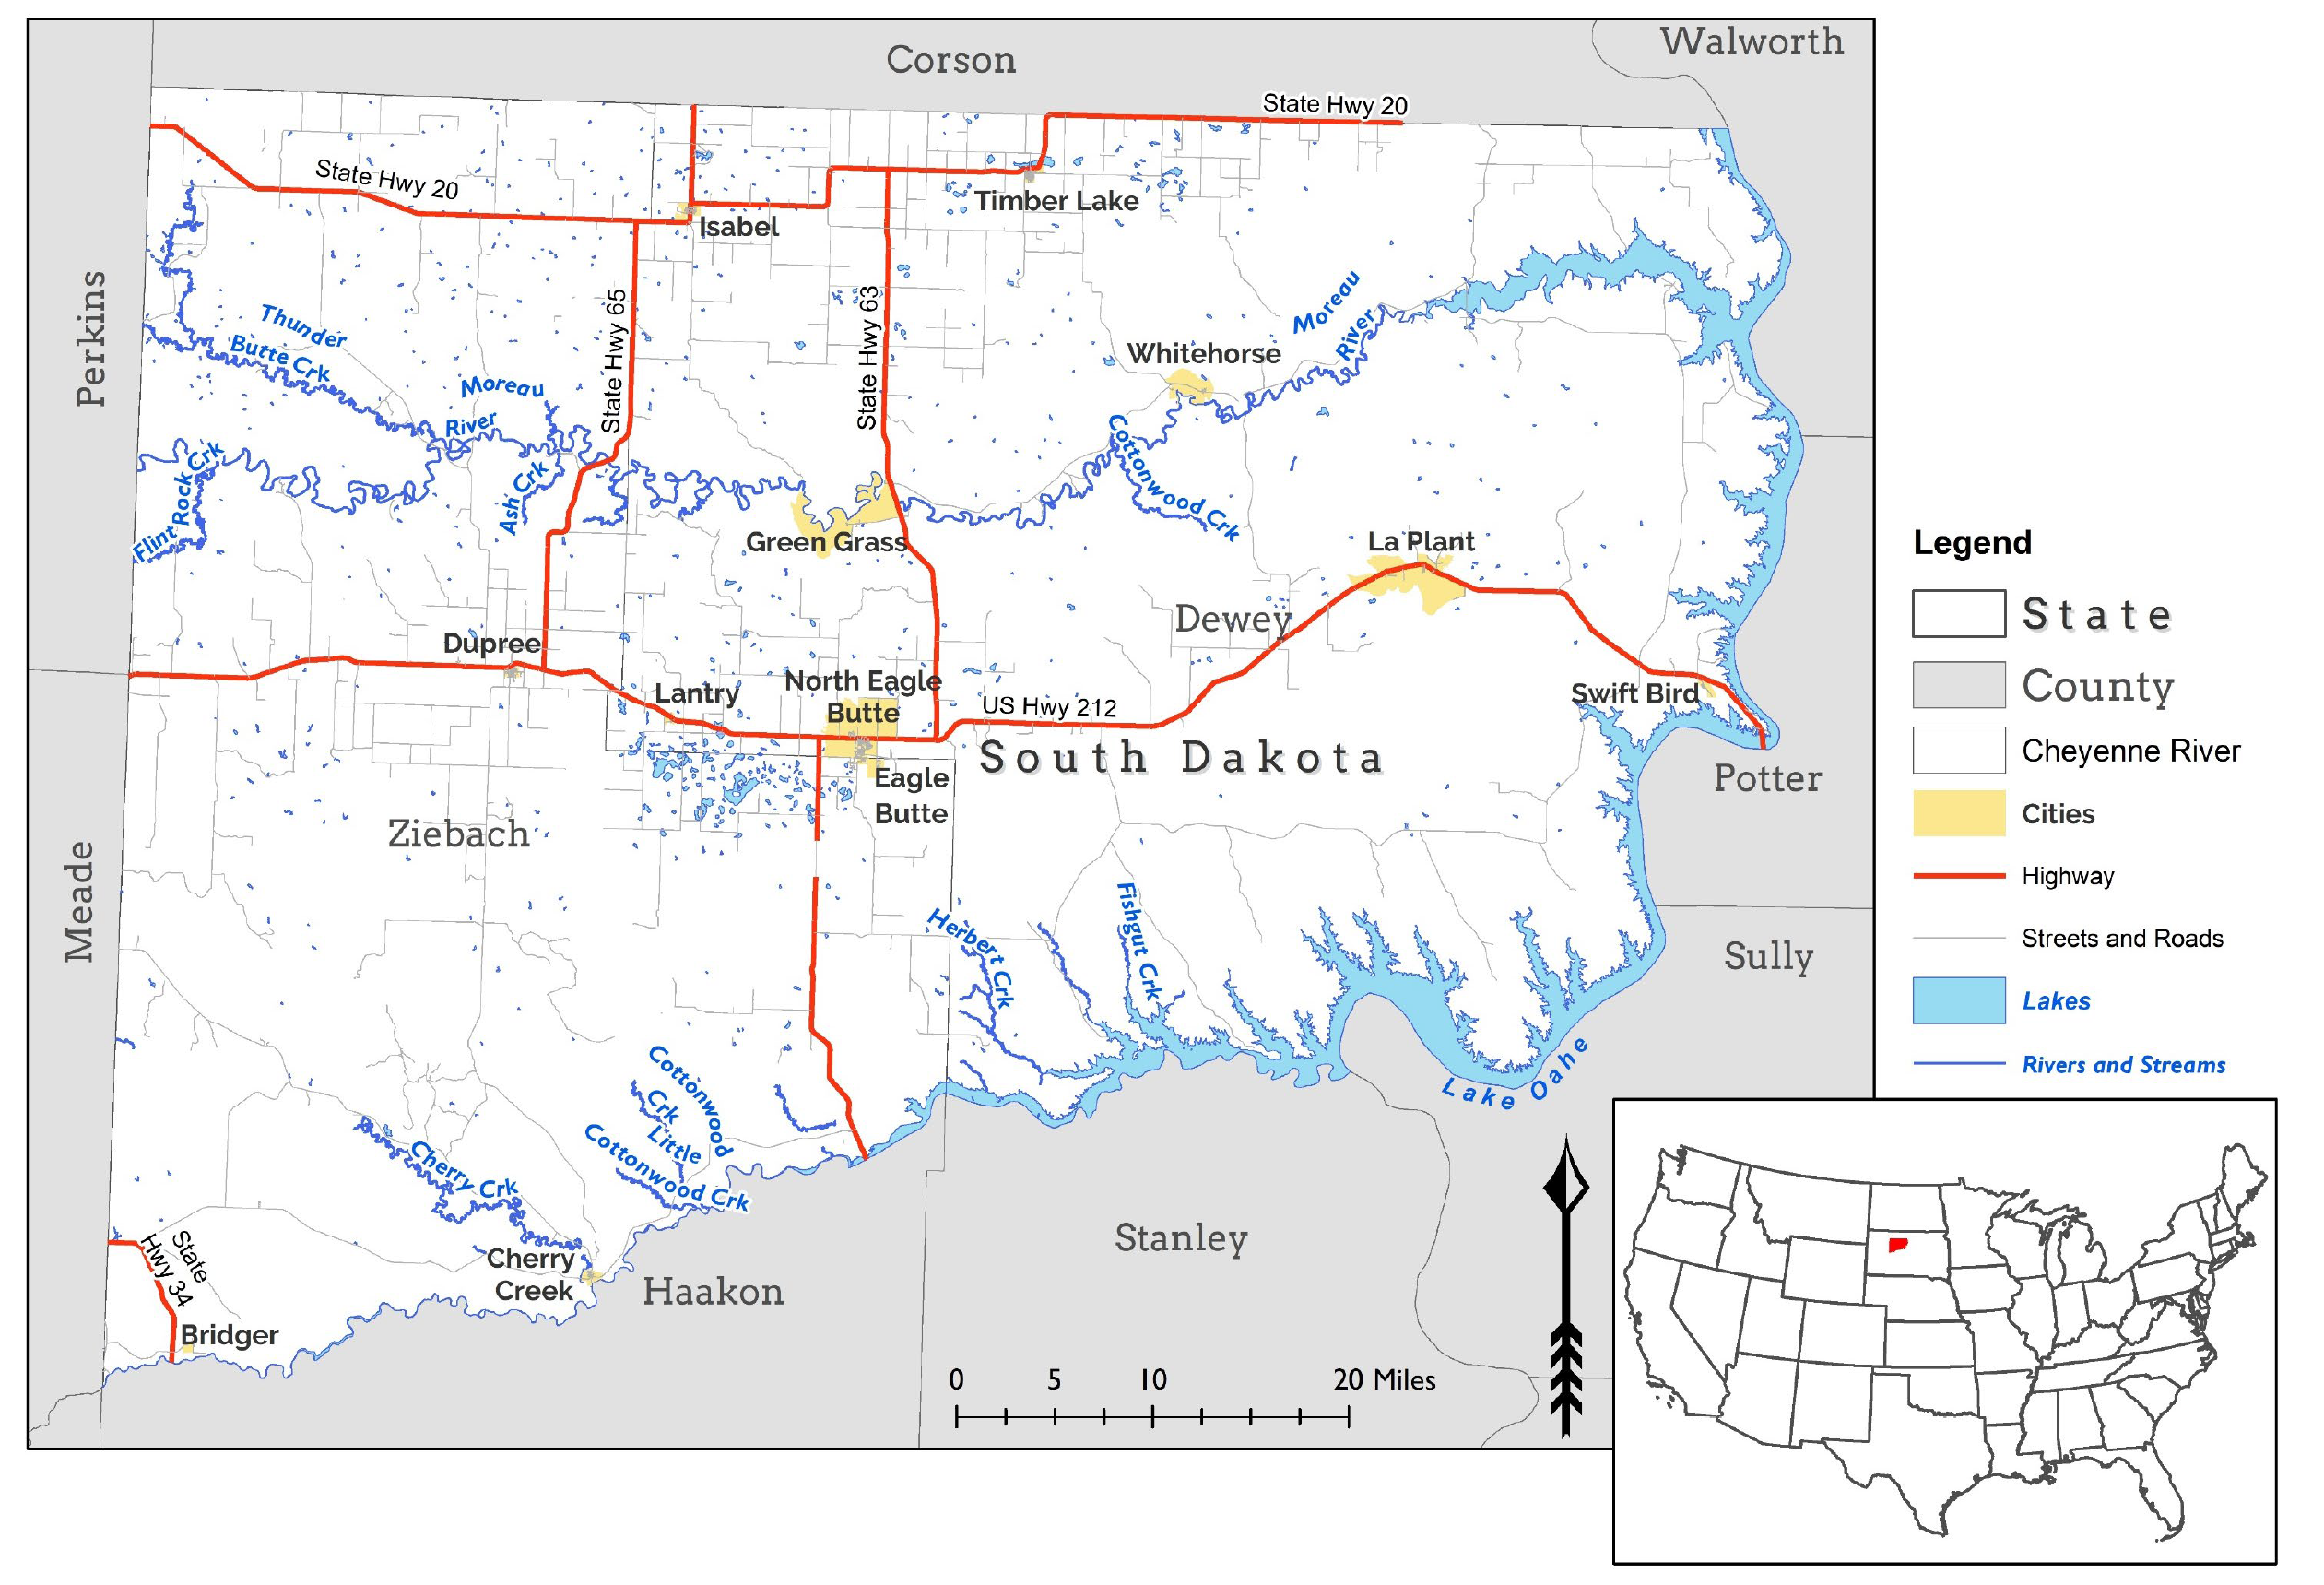 Corson
Walworth
State Hwy 20
State Hwy 20
Timber Lake
Isabel
Perkins
Thunder
Butte Crk
State Hwy 65
State Hwy 63
Moreau
River
Whitehorse
Moreau
River
Flint Rock Crk
Ash Crk
Cottonwood Crk
Green Grass
La Plant
Dewey
Dupree
Lantry
North Eagle
Butte
US Hwy 212
Swift Bird
South Dakota
Eagle
Butte
Potter
Ziebach
Meade
Herbert Crk
Fishgut Crk
Sully
Lake Oahe
Cottonwood
Crk
Little
Cottonwood Crk
Cherry Crk
State
Hwy 34
Cherry
Creek
Haakon
Stanley
Bridger
0 5 10 20 Miles
Legend
State
County
Cheyenne River
Cities
Highway
Streets and Roads
Lakes
Rivers and Streams